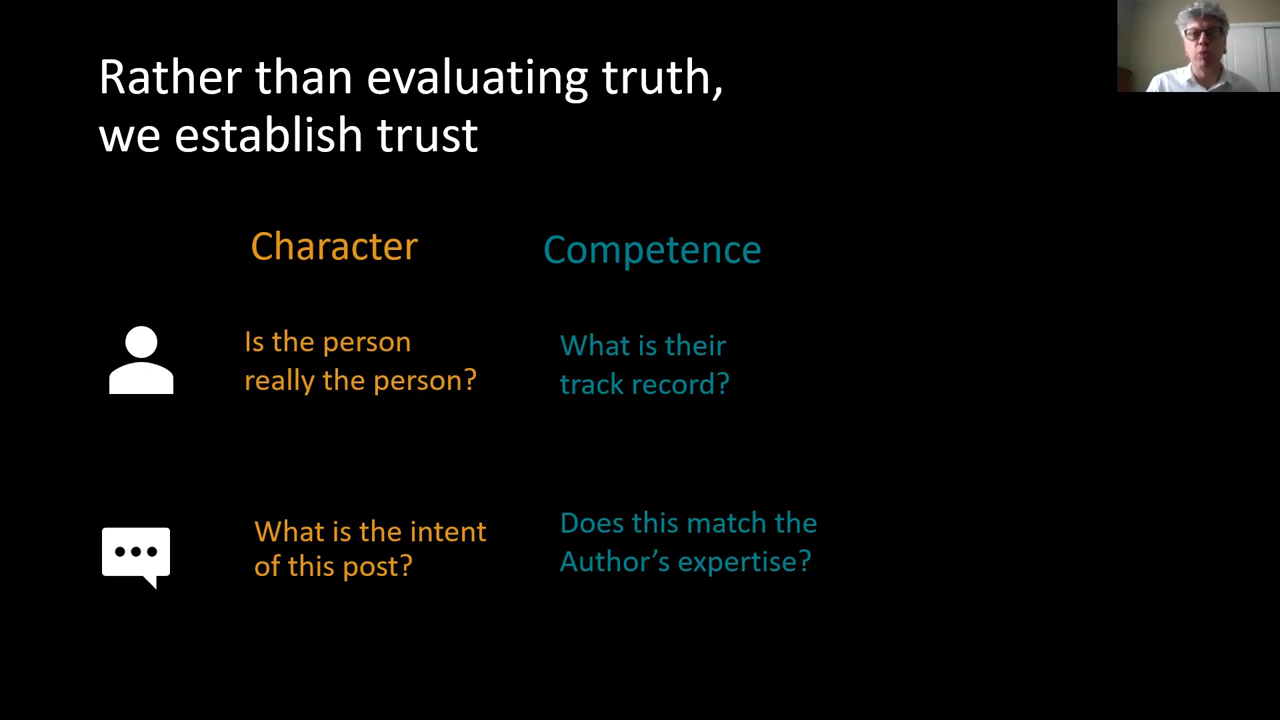 Rather than evaluating truth,
we establish trust
Character
Competence
Is the person
really the person?
What is their
track record?
What is the intent
of this post?
Does this match the
Author’s expertise?